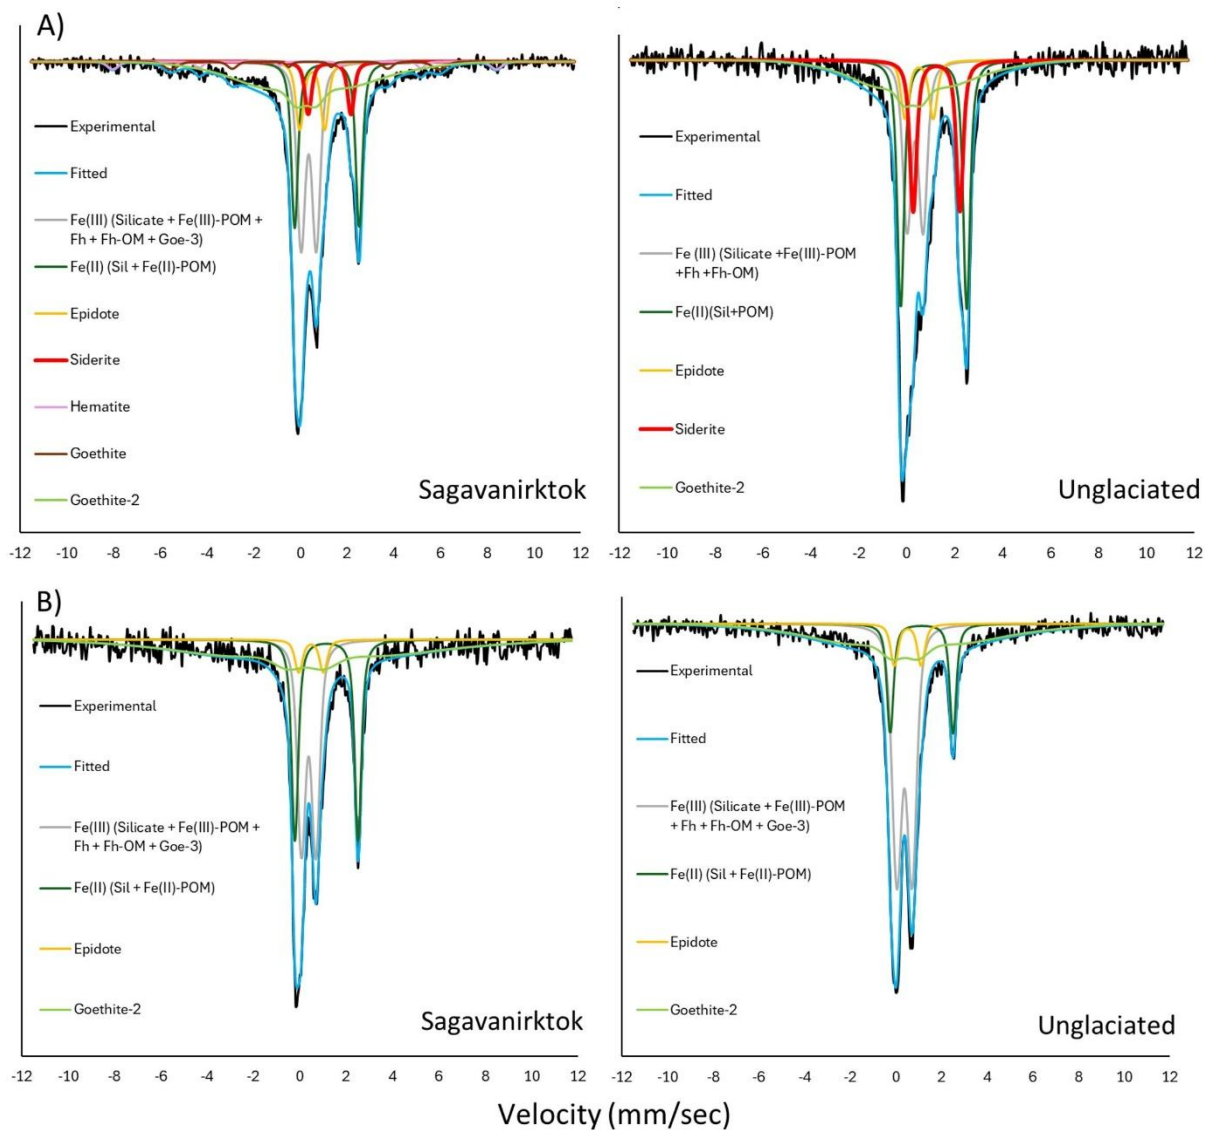 A)
Experimental
Fitted
Fe(III) (Silicate + Fe(III)-POM +
Fh + Fh-OM + Goe-3)
Fe(II) (Sil + Fe(II)-POM)
Epidote
Siderite
Hematite
Goethite
Goethite-2
Sagavanirktok
-12 -10 -8 -6 -4 -2 0 2 4 6 8 10 12
Experimental
Fitted
Fe (III) (Silicate +Fe(III)-POM
+Fh +Fh-OM)
Fe(II)(Sil+POM)
Epidote
Siderite
Goethite-2
Unglaciated
-12 -10 -8 -6 -4 -2 0 2 4 6 8 10 12
B)
Experimental
Fitted
Fe(III) (Silicate + Fe(III)-POM +
Fh + Fh-OM + Goe-3)
Fe(II) (Sil + Fe(II)-POM)
Epidote
Goethite-2
Sagavanirktok
-12 -10 -8 -6 -4 -2 0 2 4 6 8 10 12
Experimental
Fitted
Fe(III) (Silicate + Fe(III)-POM
+ Fh + Fh-OM + Goe-3)
Fe(II) (Sil + Fe(II)-POM)
Epidote
Goethite-2
Unglaciated
-12 -10 -8 -6 -4 -2 0 2 4 6 8 10 12
Velocity (mm/sec)